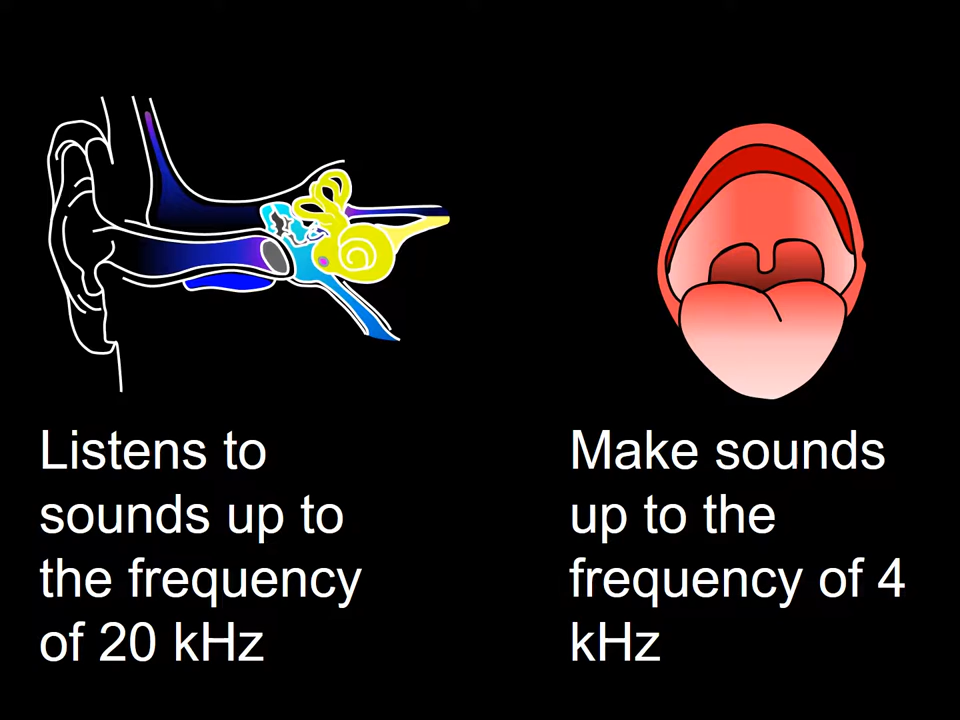 Listens to
sounds up to
the frequency
of 20 kHz
Make sounds
up to the
frequency of 4
kHz